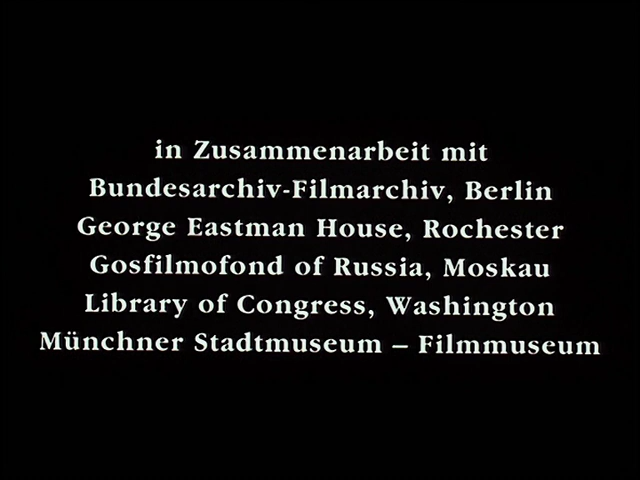 in Zusammenarbeit mit
Bundesarchiv-Filmarchiv, Berlin
George Eastman House, Rochester
Gosfilmofond of Russia, Moskau
Library of Congress, Washington
Münchner Stadtmuseum – Filmmuseum